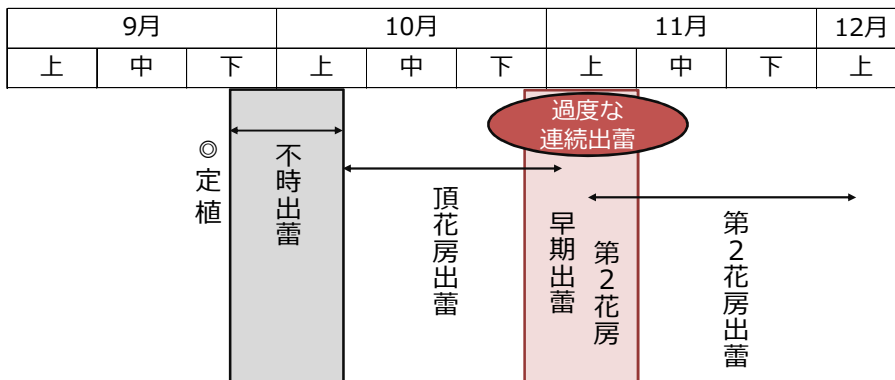 9月 10月 11月 12月
上 中 下 上 中 下 上 中 下 上
過度な
連続出蕾
◎定植
不時出蕾
頂花房出蕾
早期出蕾
第2花房
第2花房出蕾